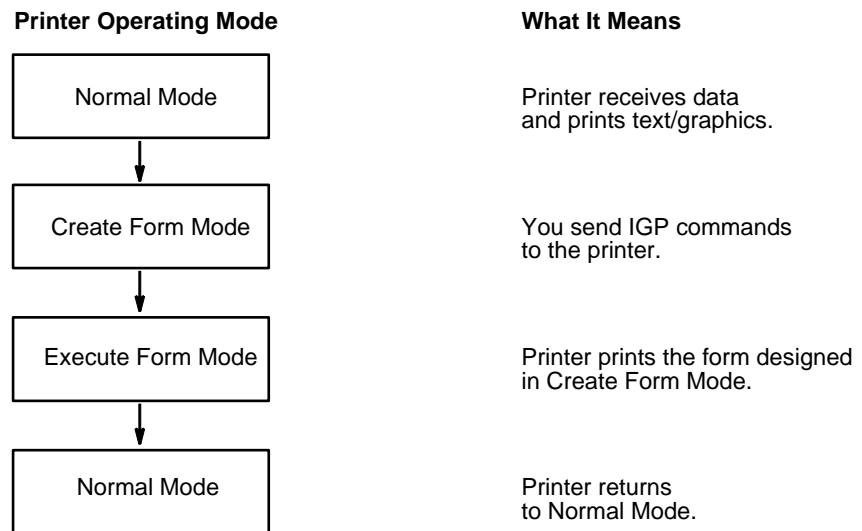 Printer Operating Mode
What It Means
Normal Mode
Printer receives data
and prints text/graphics.
Create Form Mode
You send IGP commands
to the printer.
Execute Form Mode
Printer prints the form designed
in Create Form Mode.
Normal Mode
Printer returns
to Normal Mode.